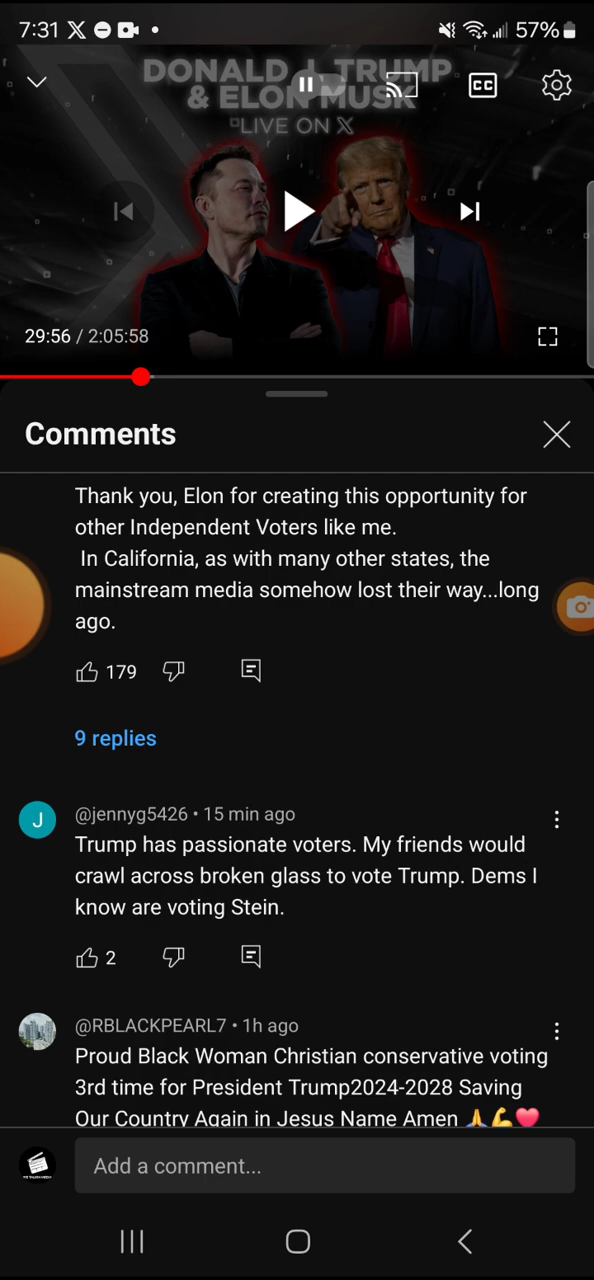 7:31 57%
DONALD J. TRUMP
& ELON MUSK
LIVE ON X
CC
29:56 / 2:05:58
Comments
Thank you, Elon for creating this opportunity for
other Independent Voters like me.
In California, as with many other states, the
mainstream media somehow lost their way...long
ago.
179
9 replies
J
@jennyg5426 • 15 min ago
Trump has passionate voters. My friends would
crawl across broken glass to vote Trump. Dems I
know are voting Stein.
2
@RBLACKPEARL7 • 1h ago
Proud Black Woman Christian conservative voting
3rd time for President Trump2024-2028 Saving
Our Country Again in Jesus Name Amen 🙏💪❤️
Add a comment...